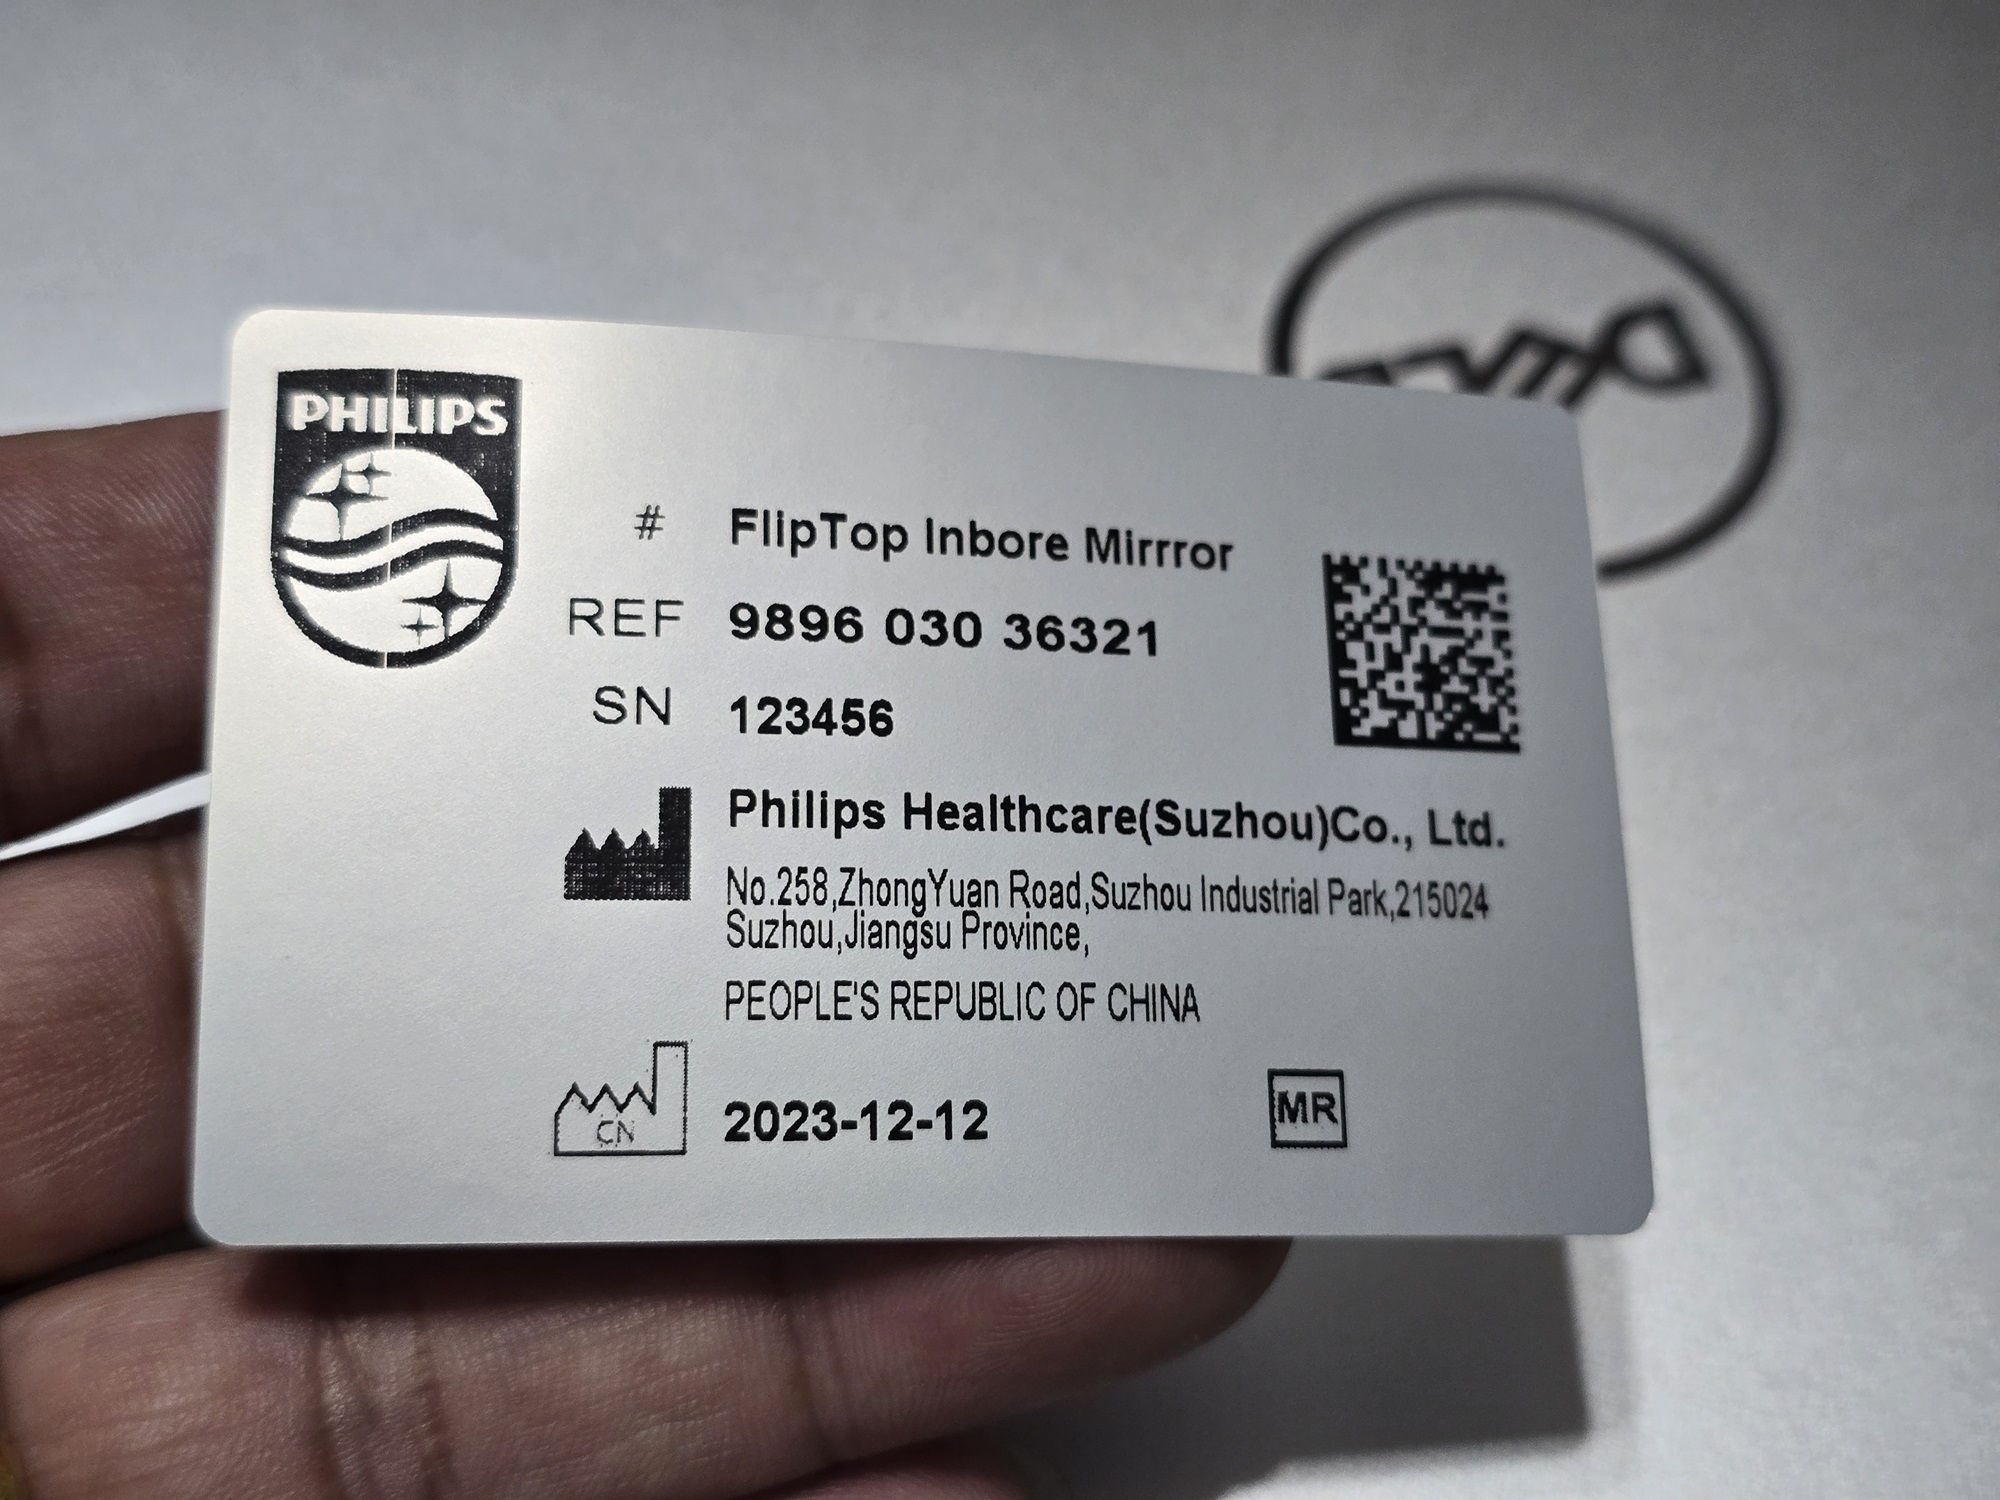 PHILIPS
# FlipTop Inbore Mirrror
REF 9896 030 36321
SN 123456
Philips Healthcare(Suzhou)Co., Ltd.
No.258,ZhongYuan Road,Suzhou Industrial Park,215024
Suzhou,Jiangsu Province,
PEOPLE'S REPUBLIC OF CHINA
CN 2023-12-12
MR